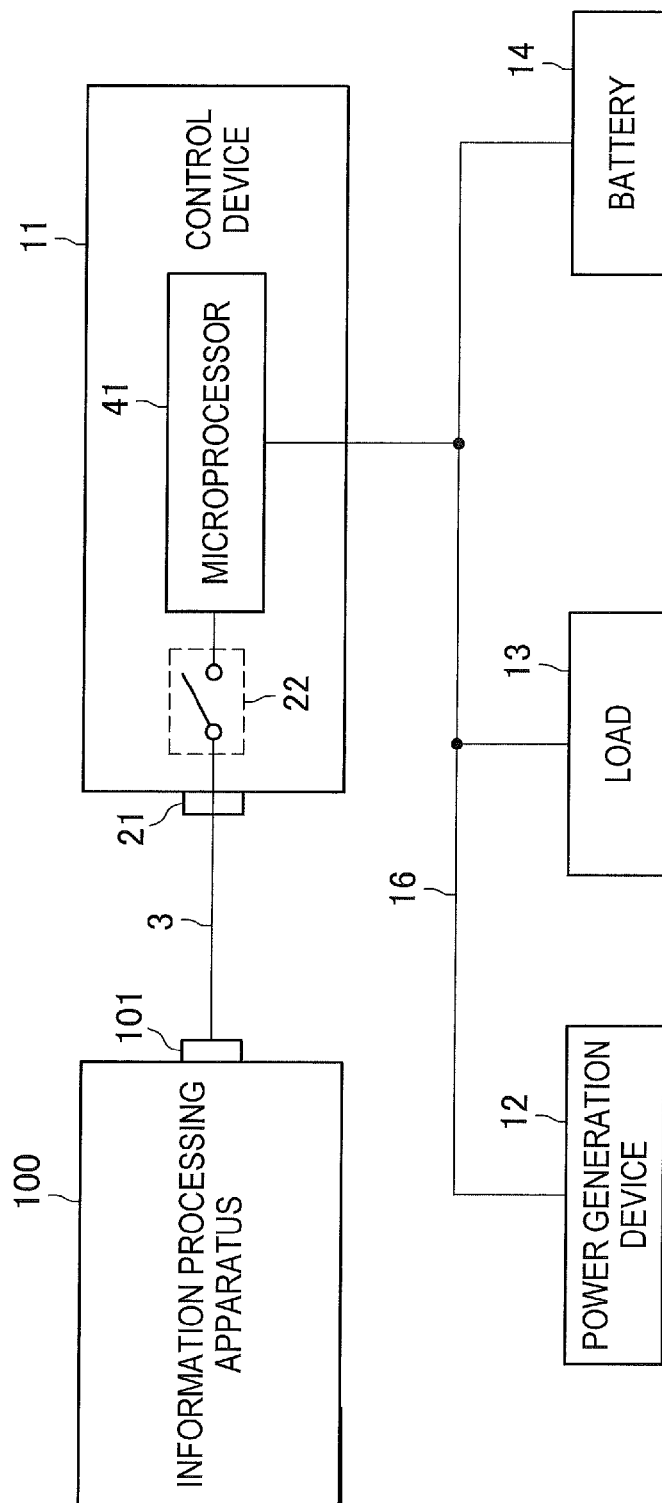 100
INFORMATION PROCESSING
APPARATUS
101
3
21
22
41
MICROPROCESSOR
11
CONTROL
DEVICE
16
12
POWER GENERATION
DEVICE
13
LOAD
14
BATTERY